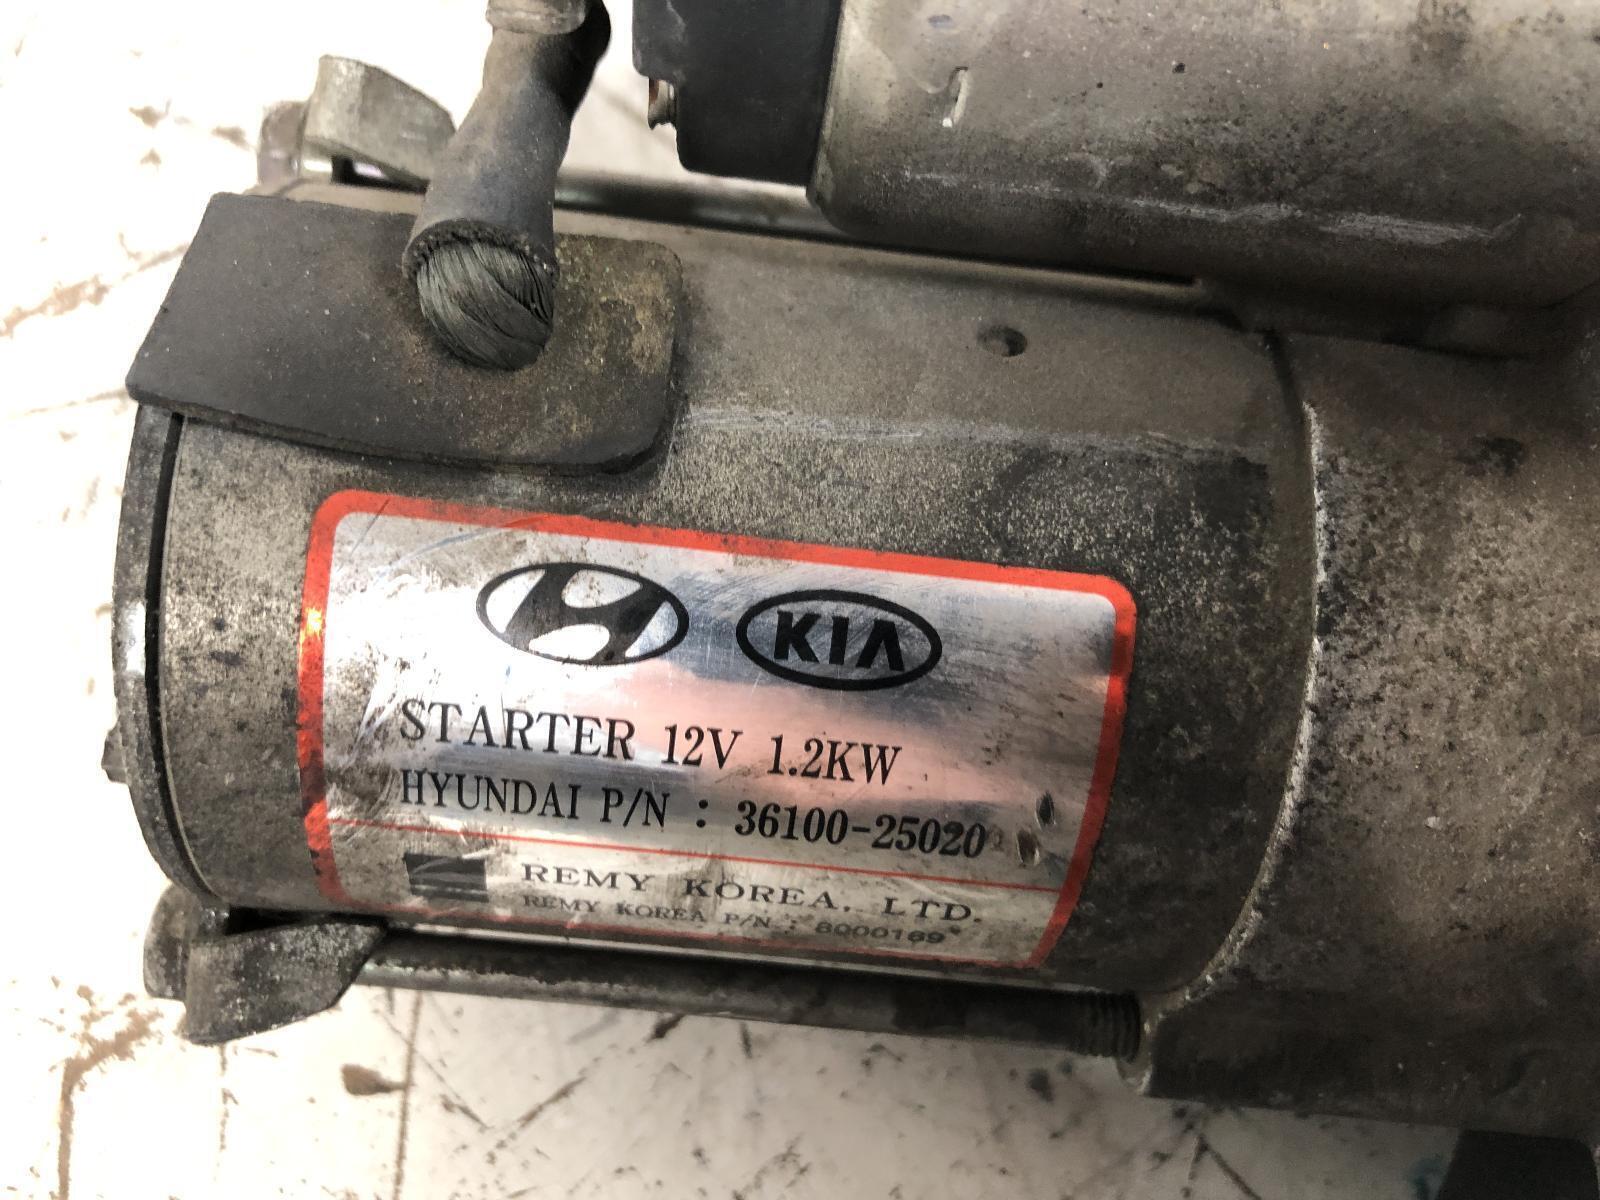 KIA
STARTER 12V 1.2KW
HYUNDAI P/N : 36100-25020
REMY KOREA, LTD.
REMY KOREA P/N : 8000169